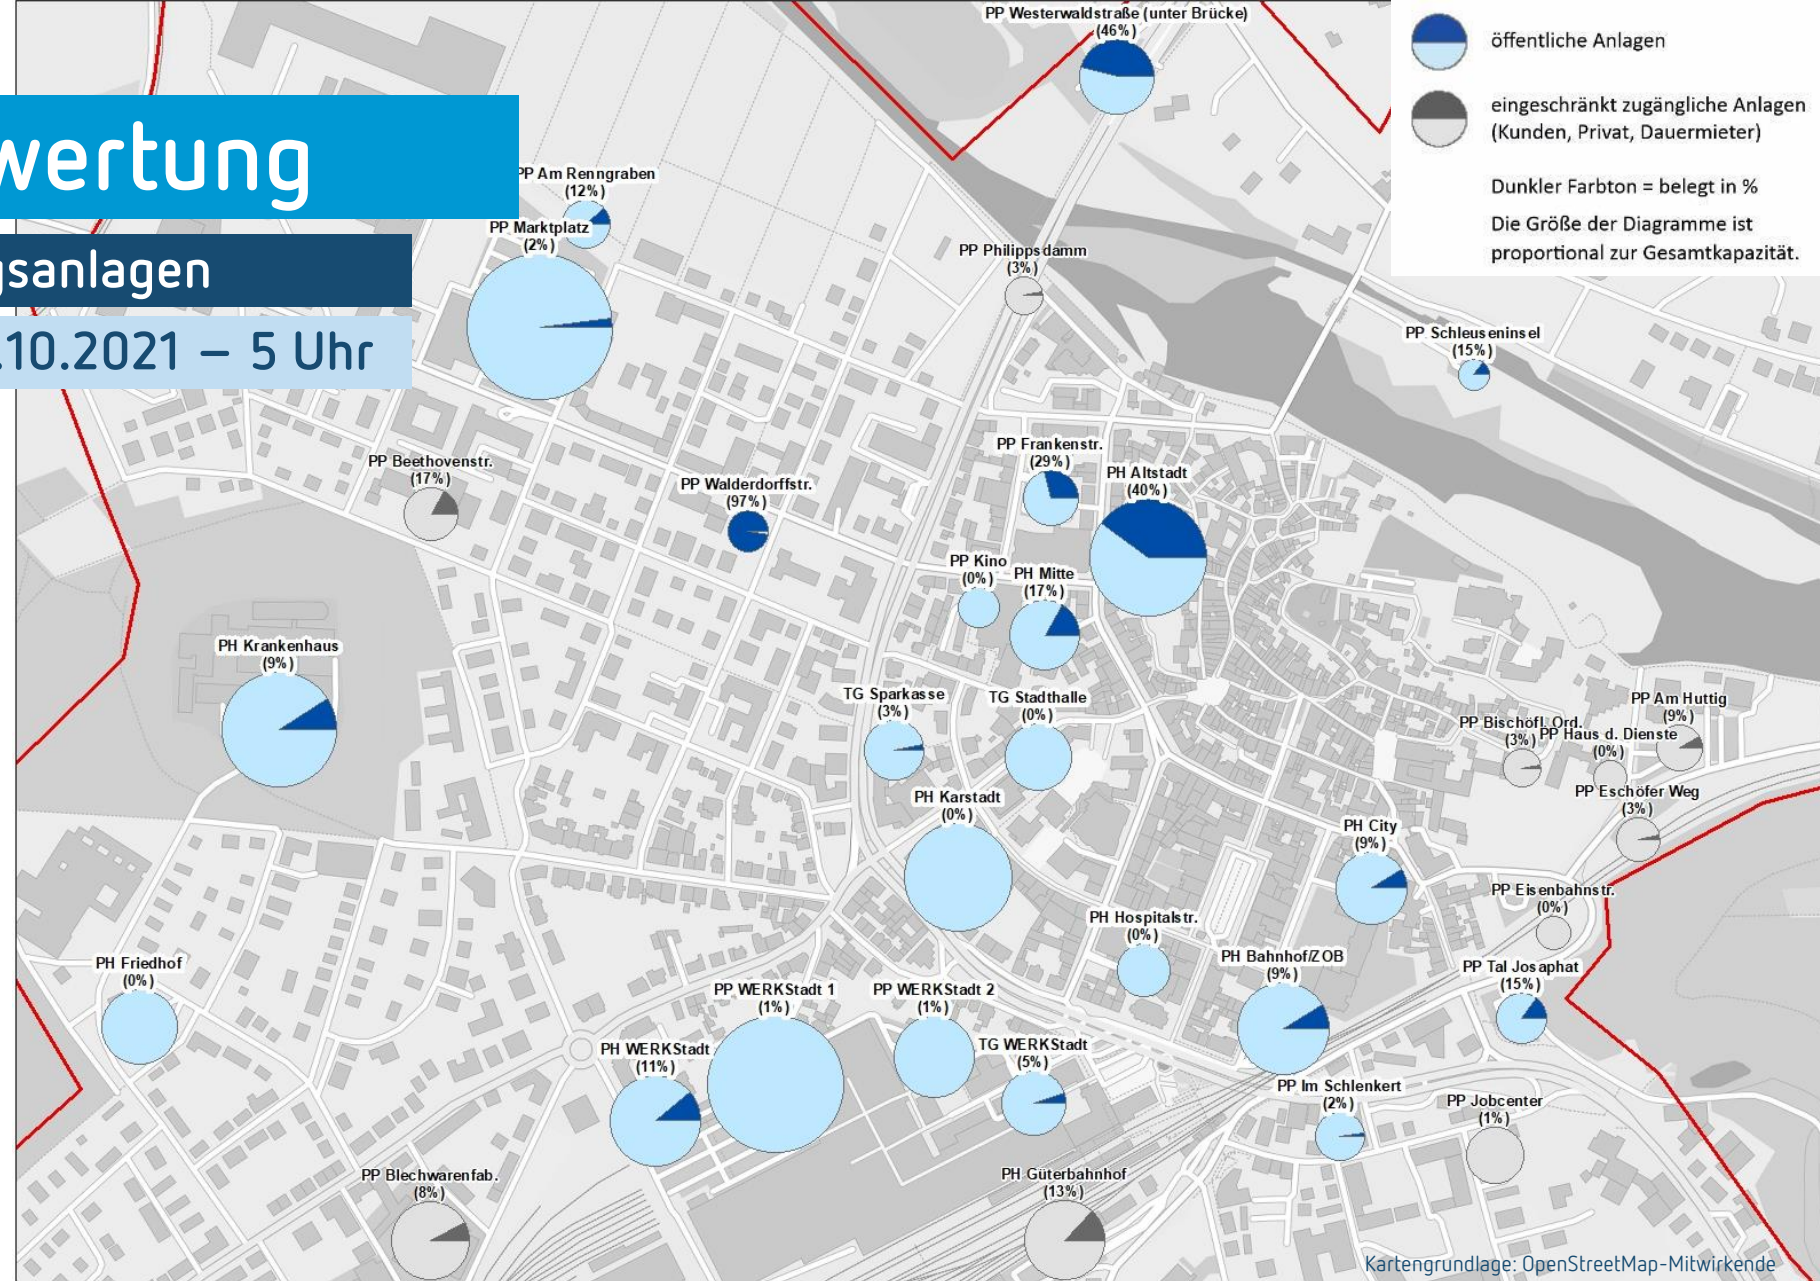 wertung
gsanlagen
.10.2021 – 5 Uhr
öffentliche Anlagen
eingeschränkt zugängliche Anlagen
(Kunden, Privat, Dauermieter)
Dunkler Farbton = belegt in %
Die Größe der Diagramme ist
proportional zur Gesamtkapazität.
PP Westerwaldstraße (unter Brücke)
(46%)
PP Am Renngraben
(12%)
PP Marktplatz
(2%)
PP Philippsdamm
(3%)
PP Schleuseninsel
(15%)
PP Beethovenstr.
(17%)
PP Walderdorffstr.
(97%)
PP Frankenstr.
(29%)
PH Altstadt
(40%)
PP Kino
(0%)
PH Mitte
(17%)
PH Krankenhaus
(9%)
TG Sparkasse
(3%)
TG Stadthalle
(0%)
PP Am Huttig
(9%)
PP Bischöfl. Ord.
(3%)
PP Haus d. Dienste
(0%)
PP Eschöfer Weg
(3%)
PH Karstadt
(0%)
PH City
(9%)
PP Eisenbahnstr.
(0%)
PH Hospitalstr.
(0%)
PH Bahnhof/ZOB
(9%)
PP Tal Josaphat
(15%)
PH Friedhof
(0%)
PP WERKStadt 1
(1%)
PP WERKStadt 2
(1%)
PH WERKStadt
(11%)
TG WERKStadt
(5%)
PP Im Schlenkert
(2%)
PP Jobcenter
(1%)
PP Blechwarenfab.
(8%)
PH Güterbahnhof
(13%)
Kartengrundlage: OpenStreetMap-Mitwirkende